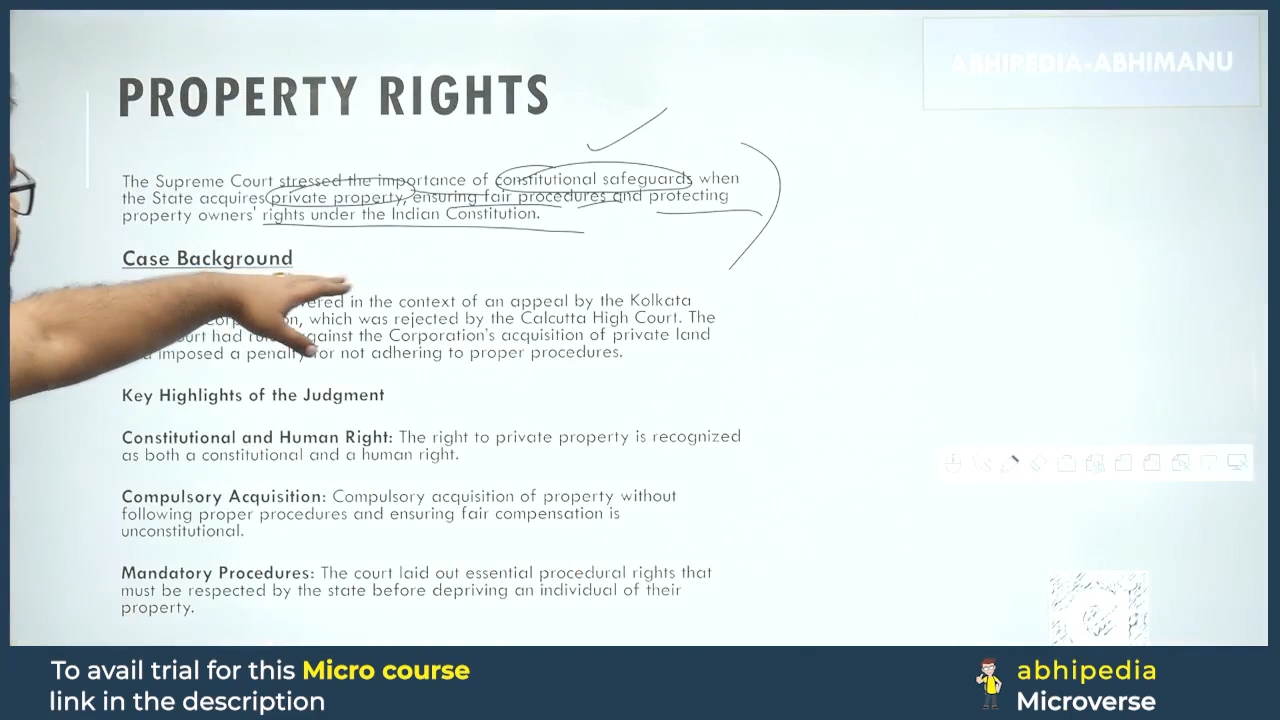 ABHIPEDIA-ABHIMANU
PROPERTY RIGHTS
The Supreme Court stressed the importance of constitutional safeguards when
the State acquires private property, ensuring fair procedures and protecting
property owners' rights under the Indian Constitution.
Case Background
in the context of an appeal by the Kolkata
which was rejected by the Calcutta High Court. The
had against the Corporation's acquisition of private land
imposed a penalty for not adhering to proper procedures.
Key Highlights of the Judgment
Constitutional and Human Right: The right to private property is recognized
as both a constitutional and a human right.
Compulsory Acquisition: Compulsory acquisition of property without
following proper procedures and ensuring fair compensation is
unconstitutional.
Mandatory Procedures: The court laid out essential procedural rights that
must be respected by the state before depriving an individual of their
property.
To avail trial for this Micro course
link in the description
abhipedia
Microverse